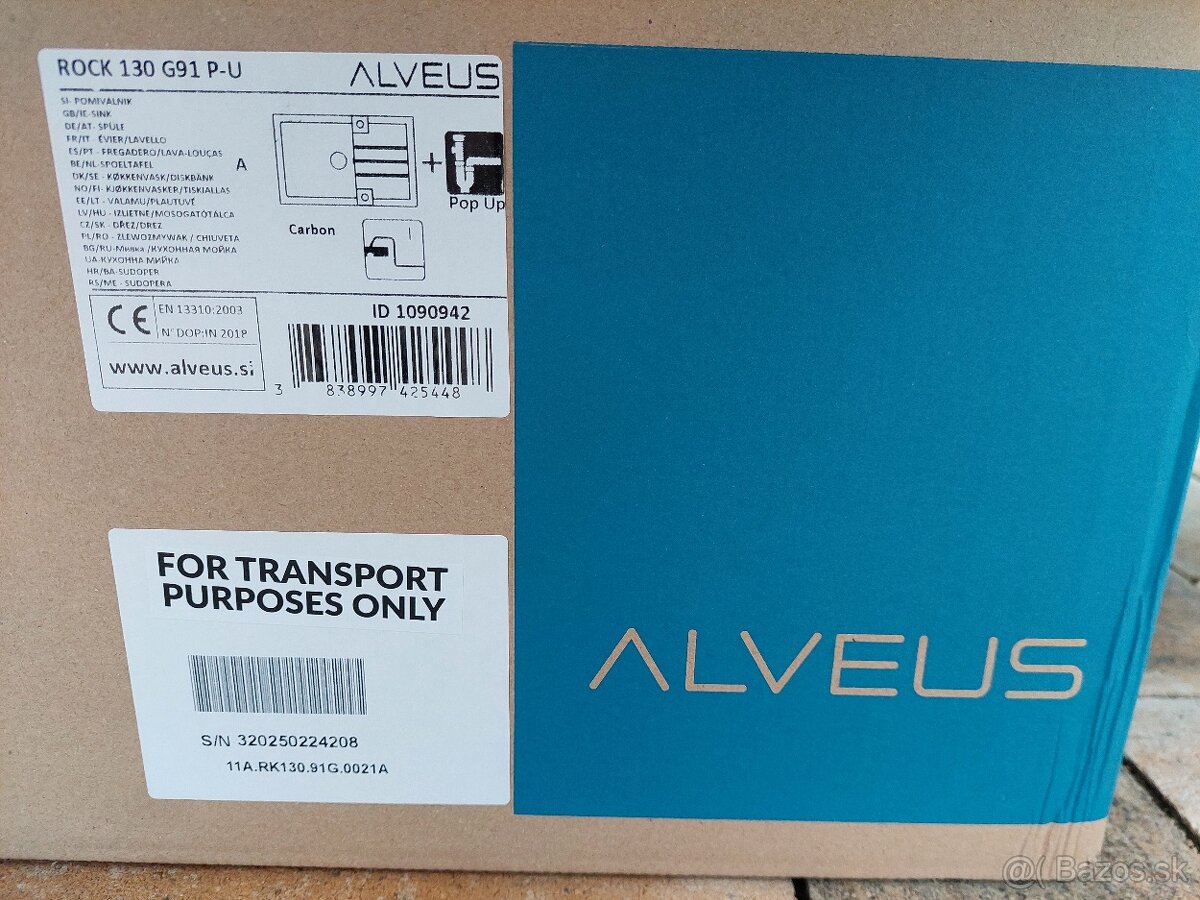 ROCK 130 G91 P-U
ALVEUS
SI- POMIVALNIK
GB/IE-SINK
DE/AT- SPÜLE
FR/IT - ÉVIER/LAVELLO
ES/PT - FREGADERO/LAVA-LOUÇAS
BE/NL-SPOELTAFEL
DK/SE - KØKKENVASK/DISKBÄNK
NO/FI- KJØKKENVASKER/TISKIALLAS
EE/LT - VALAMU/PLAUTUVĖ
LV/HU - IZLIETNE/MOSOGATÓTÁLCA
CZ/SK - DŘEZ/DREZ
PL/RO - ZLEWOZMYWAK / CHIUVETA
BG/RU-Мивка /КУХОННАЯ МОЙКА
UA-КУХОННА МИЙКА
HR/BA-SUDOPER
RS/ME - SUDOPERA
A
+
Pop Up
Carbon
CE
EN 13310:2003
N° DOP:IN 2018
www.alveus.si
ID 1090942
3 838997 425448
FOR TRANSPORT
PURPOSES ONLY
S/N 320250224208
11A.RK130.91G.0021A
ALVEUS
@( Bazos.sk